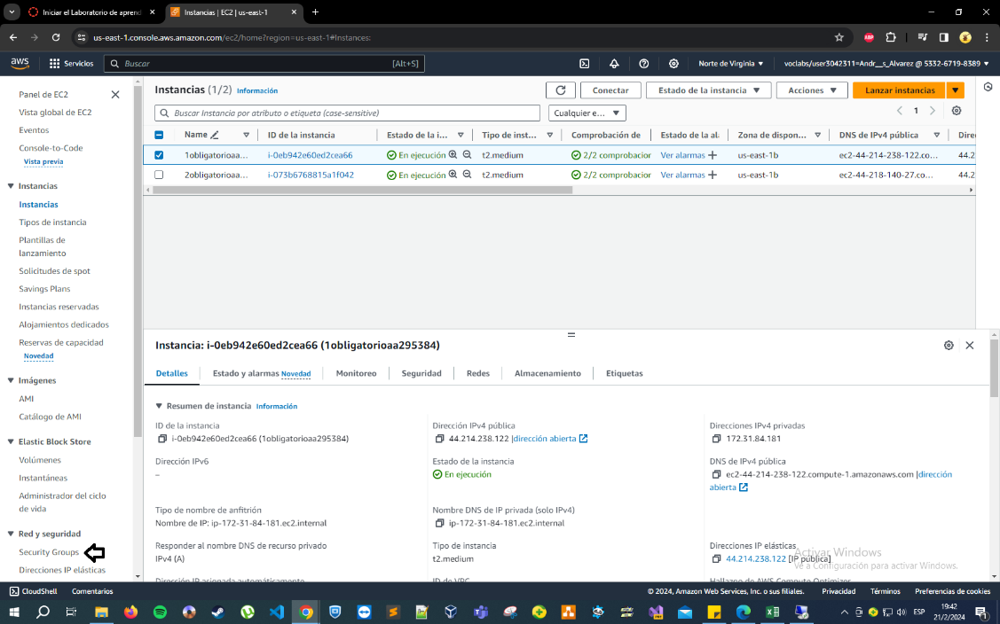 Iniciar el Laboratorio de aprend
Instancias | EC2 | us-east-1
us-east-1.console.aws.amazon.com/ec2/home?region=us-east-1#Instances:
ABP
aws
Servicios
Buscar
[Alt+S]
Norte de Virginia
voclabs/user3042311=Andr__s_Alvarez @ 5332-6719-8389
Panel de EC2
Vista global de EC2
Eventos
Console-to-Code
Vista previa
Instancias
Instancias
Tipos de instancia
Plantillas de
lanzamiento
Solicitudes de spot
Savings Plans
Instancias reservadas
Alojamientos dedicados
Reservas de capacidad
Novedad
Imágenes
AMI
Catálogo de AMI
Elastic Block Store
Volúmenes
Instantáneas
Administrador del ciclo
de vida
Red y seguridad
Security Groups
Direcciones IP elásticas
Instancias (1/2) Información
Conectar
Estado de la instancia
Acciones
Lanzar instancias
Buscar Instancia por atributo o etiqueta (case-sensitive)
Cualquier e...
1
Name ID de la instancia Estado de la i... Tipo de inst... Comprobación de Estado de la al Zona de dispon... DNS de IPv4 pública Direc
1obligatorioaa... i-0eb942e60ed2cea66 En ejecución t2.medium 2/2 comprobacior Ver alarmas us-east-1b ec2-44-214-238-122.co... 44.2
2obligatorioaa... i-073b6768815a1f042 En ejecución t2.medium 2/2 comprobacior Ver alarmas us-east-1b ec2-44-218-140-27.co... 44.2
Instancia: i-0eb942e60ed2cea66 (1obligatorioaa295384)
Detalles
Estado y alarmas Novedad
Monitoreo
Seguridad
Redes
Almacenamiento
Etiquetas
Resumen de instancia Información
ID de la instancia
i-0eb942e60ed2cea66 (1obligatorioaa295384)
Dirección IPv4 pública
44.214.238.122 |dirección abierta
Direcciones IPv4 privadas
172.31.84.181
Dirección IPv6
–
Estado de la instancia
En ejecución
DNS de IPv4 pública
ec2-44-214-238-122.compute-1.amazonaws.com |dirección
abierta
Tipo de nombre de anfitrión
Nombre de IP: ip-172-31-84-181.ec2.internal
Nombre DNS de IP privada (solo IPv4)
ip-172-31-84-181.ec2.internal
Responder al nombre DNS de recurso privado
IPv4 (A)
Tipo de instancia
t2.medium
Direcciones IP elásticas
44.214.238.122 [IP pública]
Dirección IP asignada automáticamente
ID de VPC
Hallazgo de AWS Compute Optimizer
Activar Windows
Ve a Configuración para activar Windows.
CloudShell
Comentarios
© 2024, Amazon Web Services, Inc. o sus filiales.
Privacidad
Términos
Preferencias de cookies
ESP
19:42
21/2/2024
1